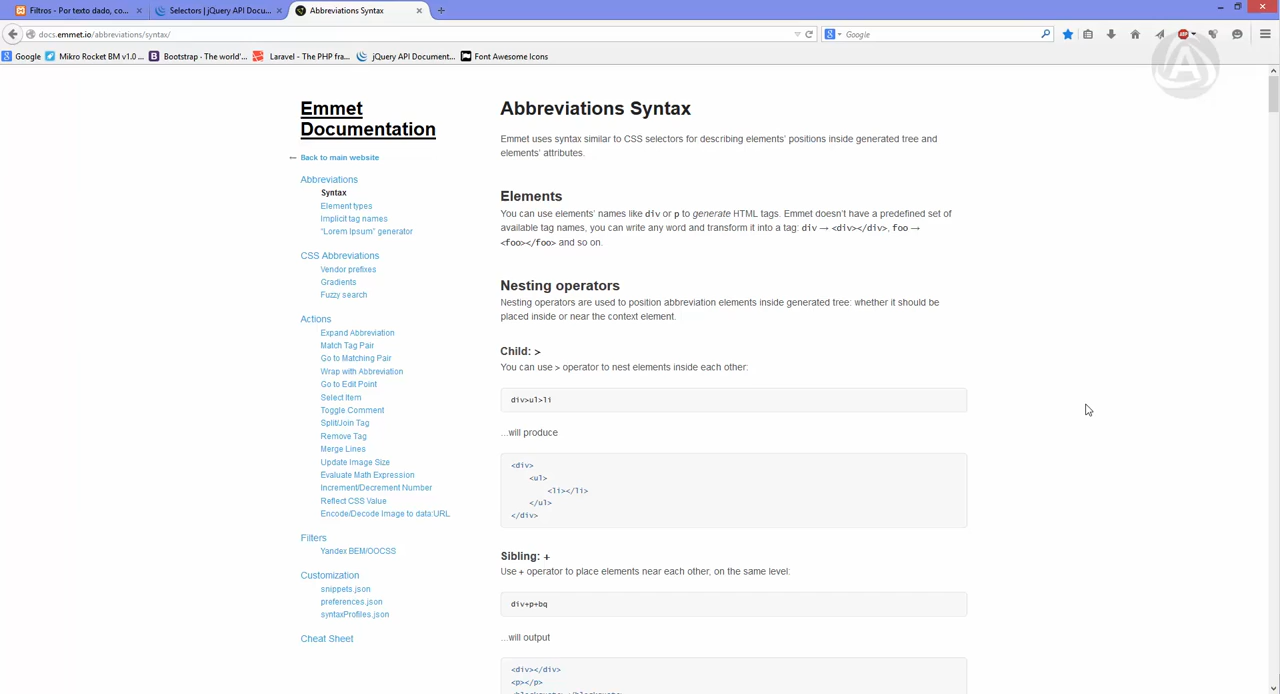 Filtros - Por texto dado, co...
Selectors | jQuery API Docu...
Abbreviations Syntax
docs.emmet.io/abbreviations/syntax/
Google
Google
Mikro Rocket BM v1.0 ...
Bootstrap - The world'...
Laravel - The PHP fra...
jQuery API Document...
Font Awesome Icons
Emmet
Documentation
← Back to main website
Abbreviations
Syntax
Element types
Implicit tag names
“Lorem Ipsum” generator
CSS Abbreviations
Vendor prefixes
Gradients
Fuzzy search
Actions
Expand Abbreviation
Match Tag Pair
Go to Matching Pair
Wrap with Abbreviation
Go to Edit Point
Select Item
Toggle Comment
Split/Join Tag
Remove Tag
Merge Lines
Update Image Size
Evaluate Math Expression
Increment/Decrement Number
Reflect CSS Value
Encode/Decode Image to data:URL
Filters
Yandex BEM/OOCSS
Customization
snippets.json
preferences.json
syntaxProfiles.json
Cheat Sheet
Abbreviations Syntax
Emmet uses syntax similar to CSS selectors for describing elements’ positions inside generated tree and
elements’ attributes.
Elements
You can use elements’ names like div or p to generate HTML tags. Emmet doesn’t have a predefined set of
available tag names, you can write any word and transform it into a tag: div → <div></div>, foo →
<foo></foo> and so on.
Nesting operators
Nesting operators are used to position abbreviation elements inside generated tree: whether it should be
placed inside or near the context element.
Child: >
You can use > operator to nest elements inside each other:
div>ul>li
...will produce
<div>
<ul>
<li></li>
</ul>
</div>
Sibling: +
Use + operator to place elements near each other, on the same level:
div+p+bq
...will output
<div></div>
<p></p>